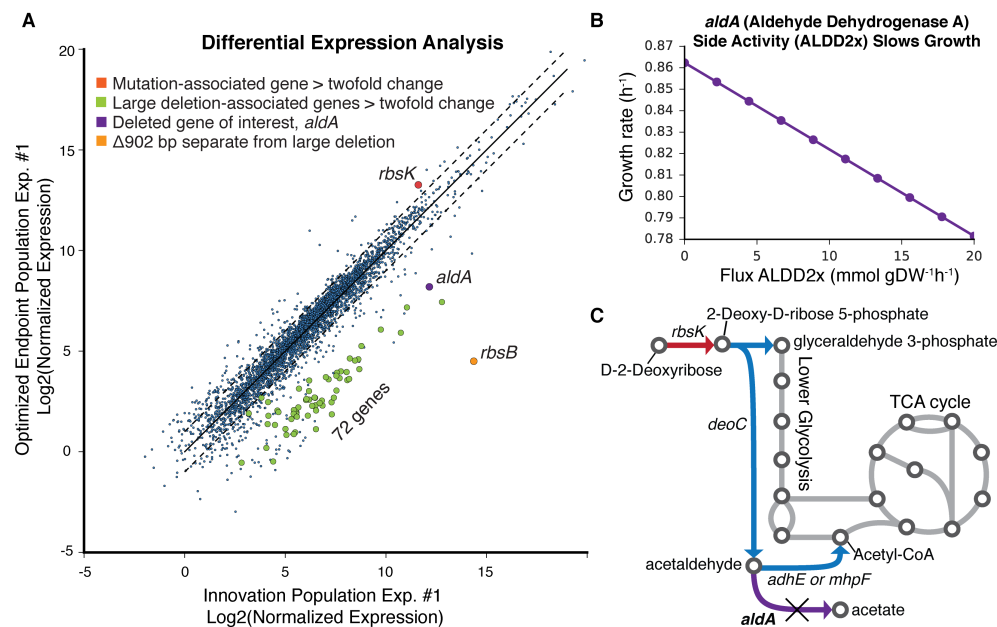 A
Differential Expression Analysis
Mutation-associated gene > twofold change
Large deletion-associated genes > twofold change
Deleted gene of interest, aldA
Δ902 bp separate from large deletion
Optimized Endpoint Population Exp. #1
Log2(Normalized Expression)
20
15
10
5
0
-5
rbsK
aldA
rbsB
72 genes
-5
0
5
10
15
Innovation Population Exp. #1
Log2(Normalized Expression)
B
aldA (Aldehyde Dehydrogenase A)
Side Activity (ALDD2x) Slows Growth
Growth rate (h⁻¹)
0.87
0.86
0.85
0.84
0.83
0.82
0.81
0.80
0.79
0.78
0
5
10
15
20
Flux ALDD2x (mmol gDW⁻¹h⁻¹)
C
2-Deoxy-D-ribose 5-phosphate
rbsK
glyceraldehyde 3-phosphate
D-2-Deoxyribose
Lower Glycolysis
TCA cycle
deoC
Acetyl-CoA
acetaldehyde
adhE or mhpF
aldA
acetate